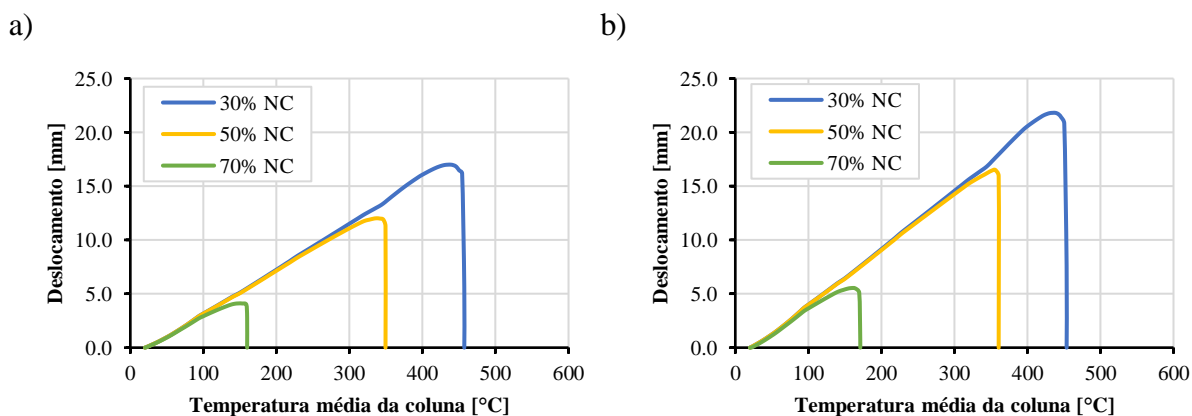 a)
25.0
20.0
15.0
10.0
5.0
0.0
Deslocamento [mm]
30% NC
50% NC
70% NC
0 100 200 300 400 500 600
Temperatura média da coluna [°C]
b)
25.0
20.0
15.0
10.0
5.0
0.0
Deslocamento [mm]
30% NC
50% NC
70% NC
0 100 200 300 400 500 600
Temperatura média da coluna [°C]